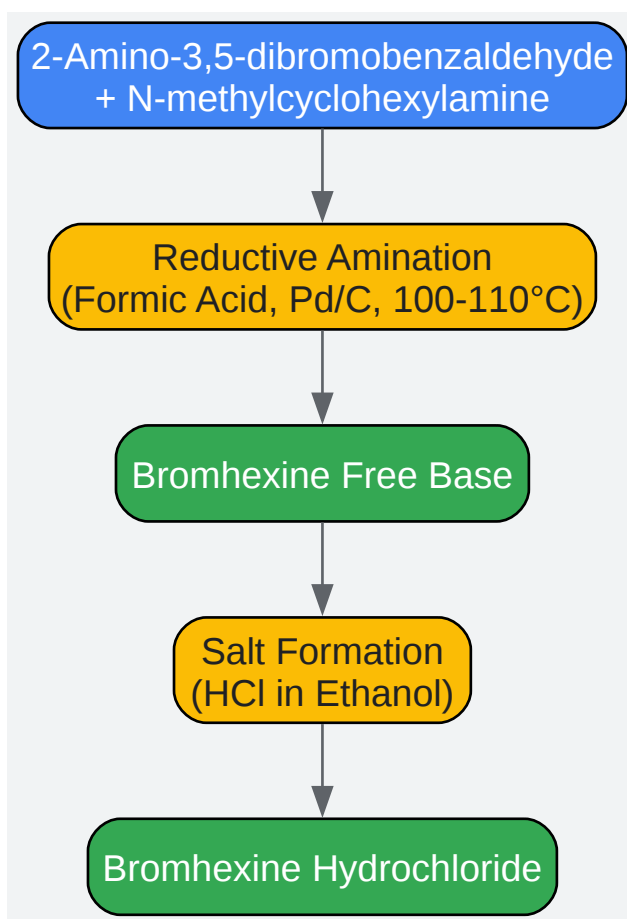 2-Amino-3,5-dibromobenzaldehyde
+ N-methylcyclohexylamine
Reductive Amination
(Formic Acid, Pd/C, 100-110°C)
Bromhexine Free Base
Salt Formation
(HCl in Ethanol)
Bromhexine Hydrochloride